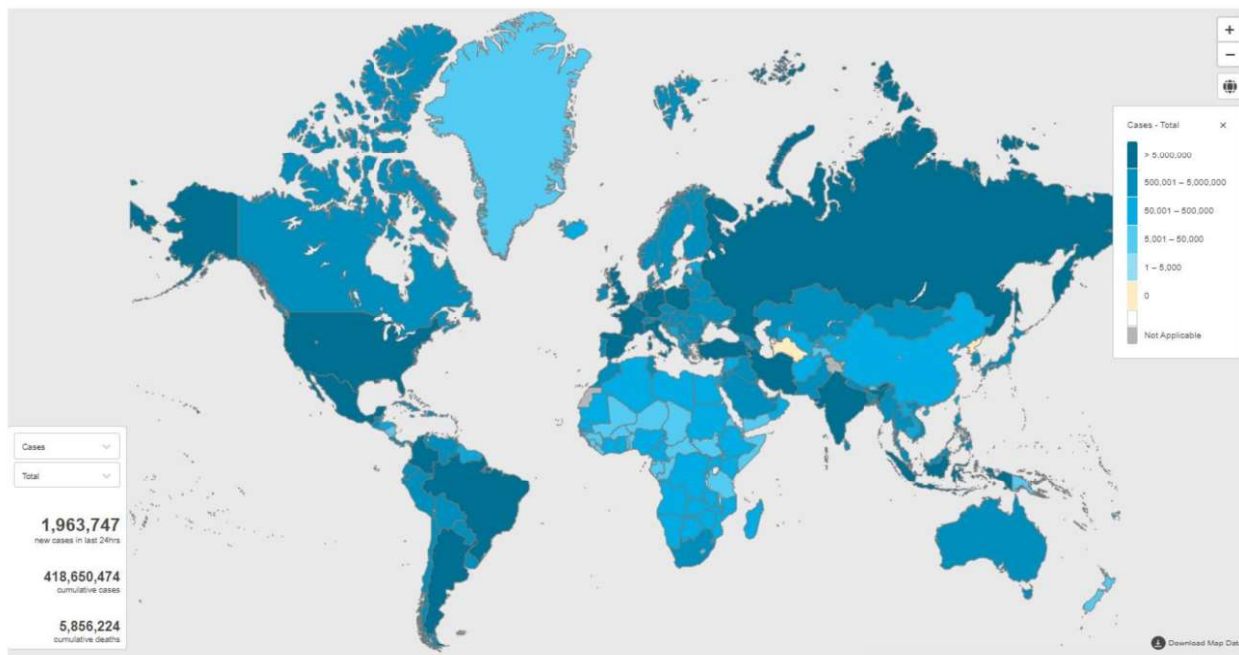 +
−
Cases - Total ×
> 5,000,000
500,001 – 5,000,000
50,001 – 500,000
5,001 – 50,000
1 – 5,000
0
Not Applicable
Cases
Total
1,963,747
new cases in last 24hrs
418,650,474
cumulative cases
5,856,224
cumulative deaths
Download Map Data